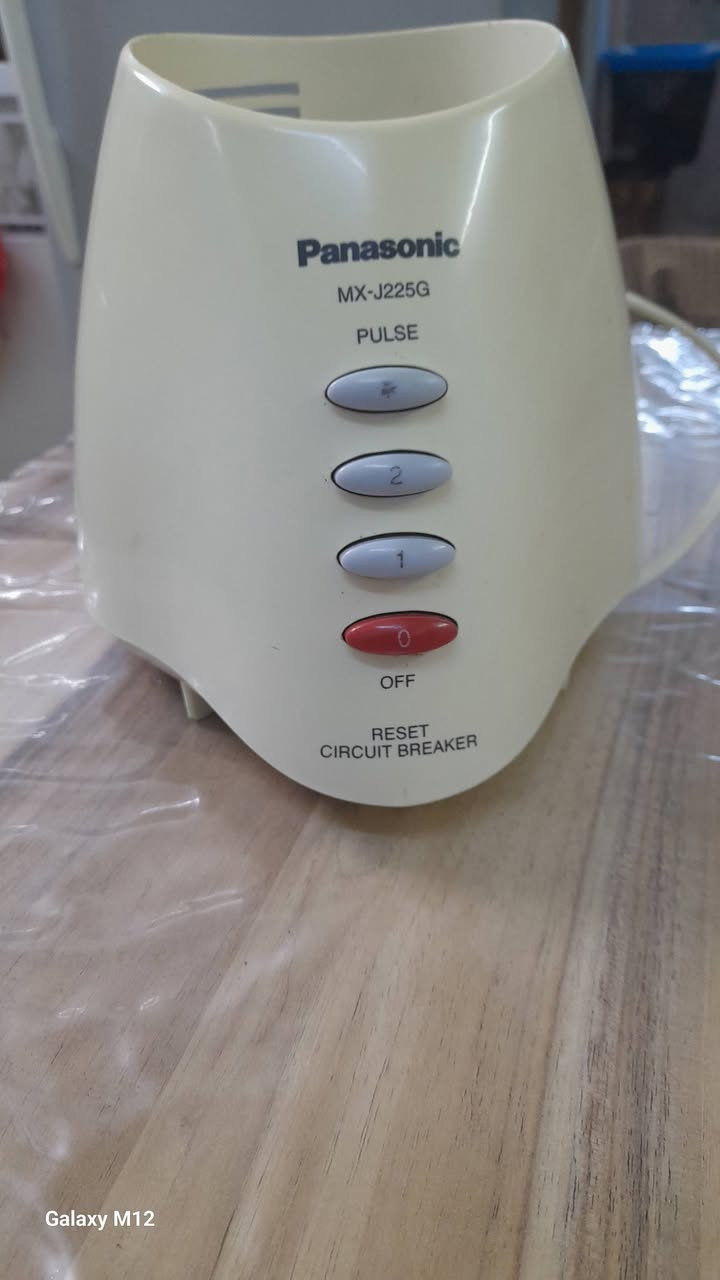 Panasonic
MX-J225G
PULSE
2
1
0
OFF
RESET
CIRCUIT BREAKER
Galaxy M12